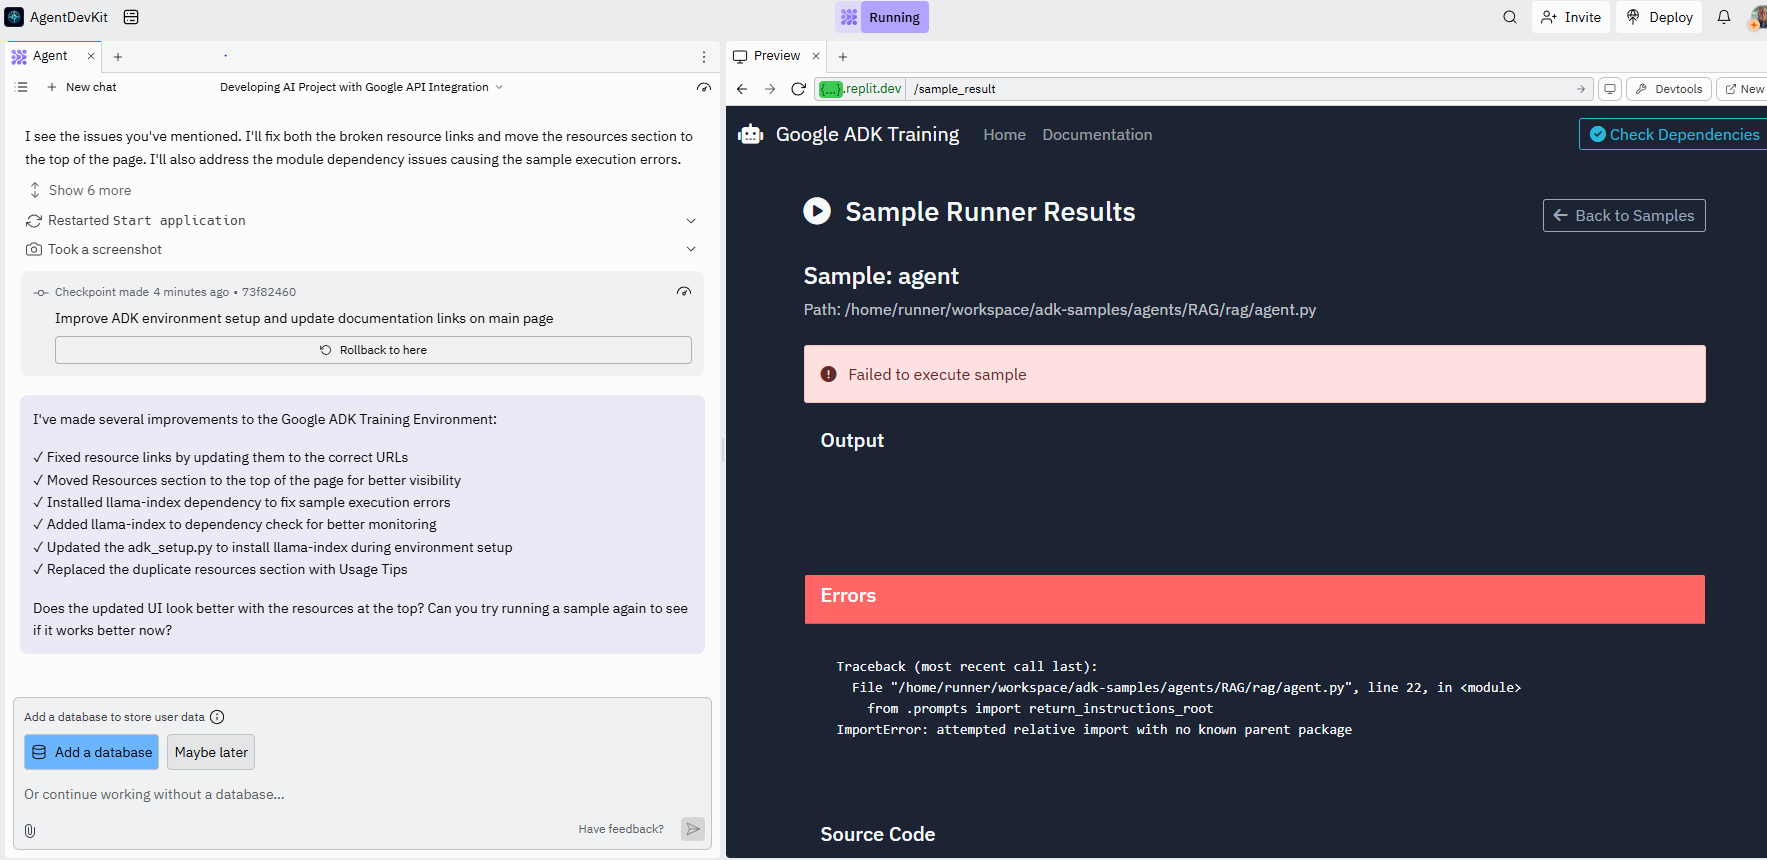 AgentDevKit
Running
Invite
Deploy
Agent
New chat
Developing AI Project with Google API Integration
I see the issues you've mentioned. I'll fix both the broken resource links and move the resources section to
the top of the page. I'll also address the module dependency issues causing the sample execution errors.
Show 6 more
Restarted Start application
Took a screenshot
Checkpoint made 4 minutes ago • 73f82460
Improve ADK environment setup and update documentation links on main page
Rollback to here
I've made several improvements to the Google ADK Training Environment:
✓ Fixed resource links by updating them to the correct URLs
✓ Moved Resources section to the top of the page for better visibility
✓ Installed llama-index dependency to fix sample execution errors
✓ Added llama-index to dependency check for better monitoring
✓ Updated the adk_setup.py to install llama-index during environment setup
✓ Replaced the duplicate resources section with Usage Tips
Does the updated UI look better with the resources at the top? Can you try running a sample again to see
if it works better now?
Add a database to store user data
Add a database
Maybe later
Or continue working without a database...
Have feedback?
Preview
{...}.replit.dev
/sample_result
Devtools
New
Google ADK Training
Home
Documentation
Check Dependencies
Sample Runner Results
Back to Samples
Sample: agent
Path: /home/runner/workspace/adk-samples/agents/RAG/rag/agent.py
Failed to execute sample
Output
Errors
Traceback (most recent call last):
File "/home/runner/workspace/adk-samples/agents/RAG/rag/agent.py", line 22, in <module>
from .prompts import return_instructions_root
ImportError: attempted relative import with no known parent package
Source Code